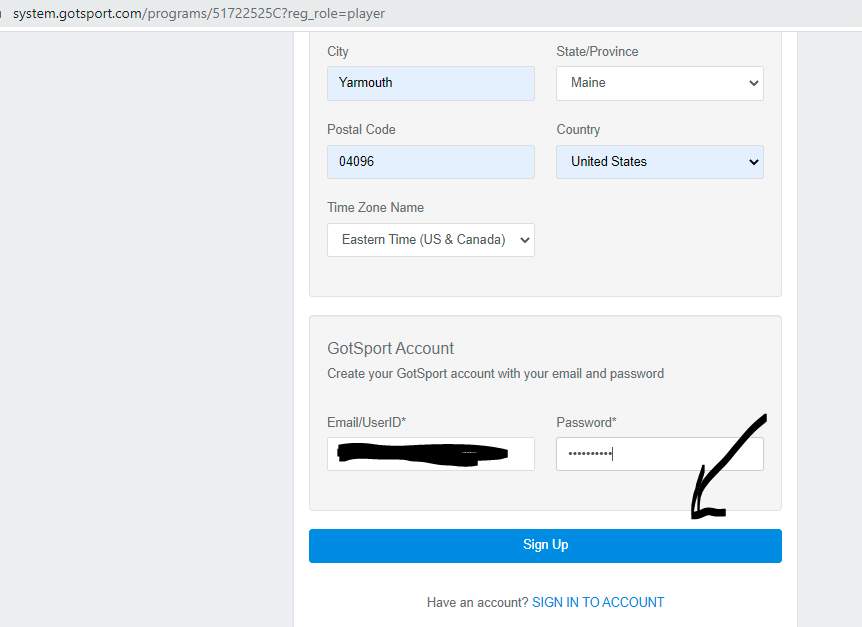 system.gotsport.com/programs/51722525C?reg_role=player
City State/Province
Yarmouth Maine
Postal Code Country
04096 United States
Time Zone Name
Eastern Time (US & Canada)
GotSport Account
Create your GotSport account with your email and password
Email/UserID* Password*
••••••••••
Sign Up
Have an account? SIGN IN TO ACCOUNT